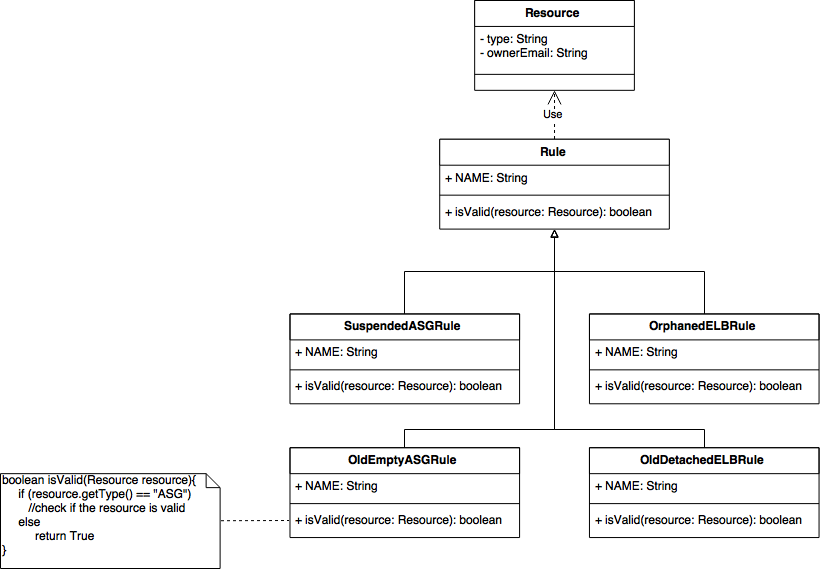 Resource
- type: String
- ownerEmail: String
Use
Rule
+ NAME: String
+ isValid(resource: Resource): boolean
SuspendedASGRule
+ NAME: String
+ isValid(resource: Resource): boolean
OrphanedELBRule
+ NAME: String
+ isValid(resource: Resource): boolean
OldEmptyASGRule
+ NAME: String
+ isValid(resource: Resource): boolean
OldDetachedELBRule
+ NAME: String
+ isValid(resource: Resource): boolean
boolean isValid(Resource resource){
if (resource.getType() == "ASG")
//check if the resource is valid
else
return True
}